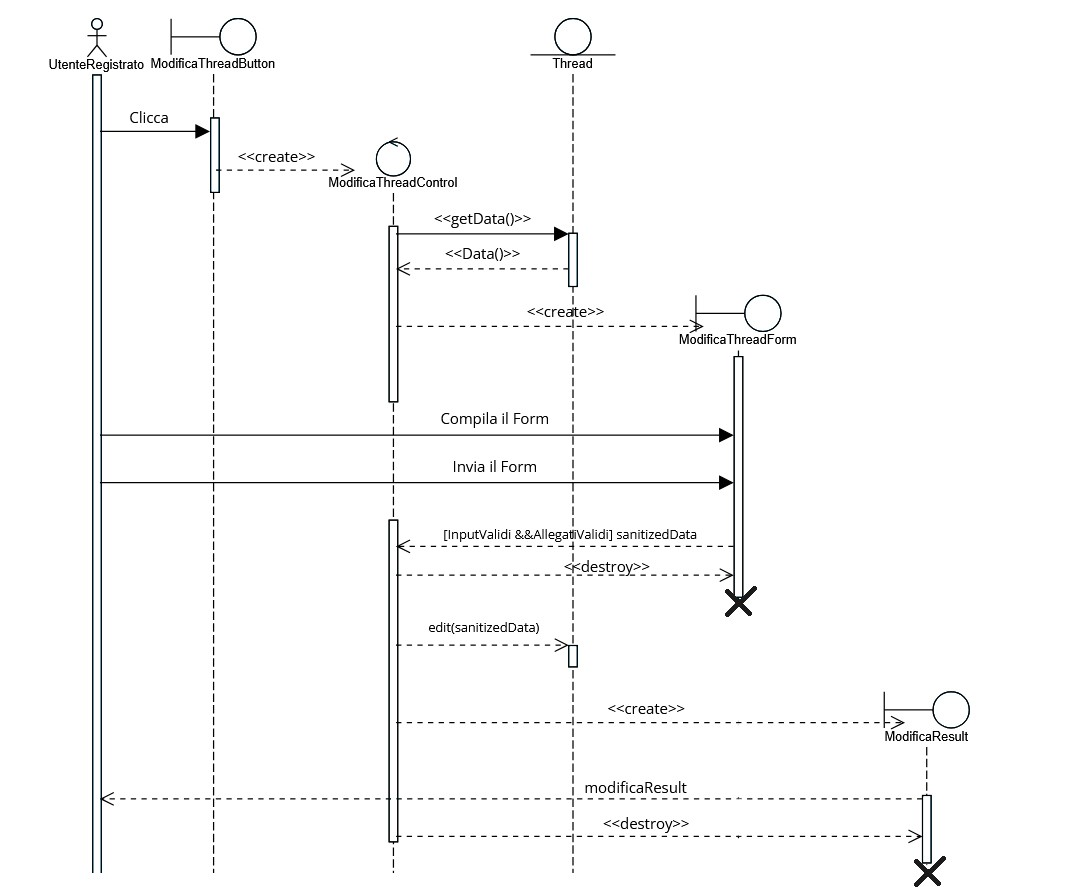 UtenteRegistrato
ModificaThreadButton
Thread
Clicca
<<create>>
ModificaThreadControl
<<getData()>>
<<Data()>>
<<create>>
ModificaThreadForm
Compila il Form
Invia il Form
[InputValidi &&AllegatiValidi] sanitizedData
<<destroy>>
edit(sanitizedData)
<<create>>
ModificaResult
modificaResult
<<destroy>>